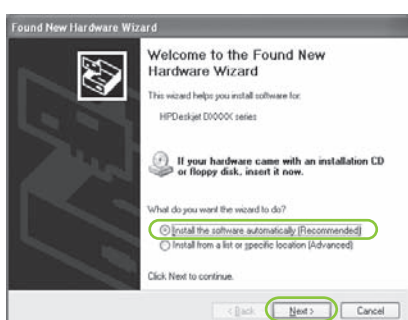 Found New Hardware Wizard
Welcome to the Found New
Hardware Wizard
This wizard helps you install software for:
HPDeskjet DXXXX series
If your hardware came with an installation CD
or floppy disk, insert it now.
What do you want the wizard to do?
Install the software automatically (Recommended)
Install from a list or specific location (Advanced)
Click Next to continue.
< Back Next > Cancel